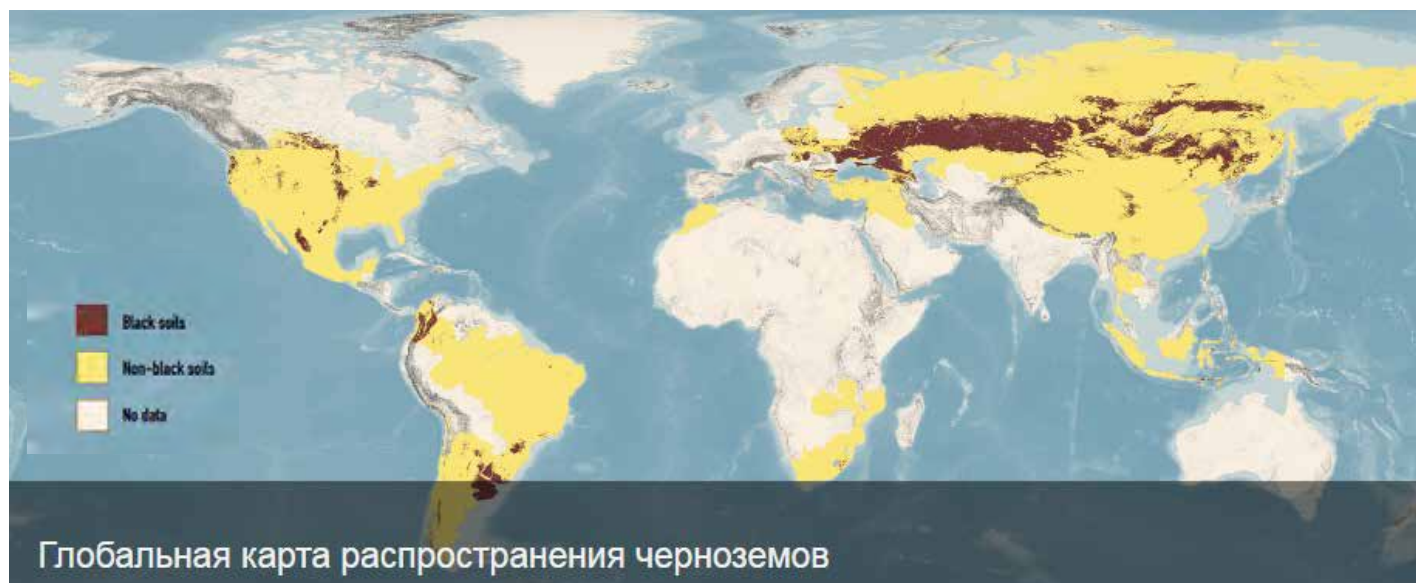 Black soils
Non-black soils
No data
Глобальная карта распространения черноземов